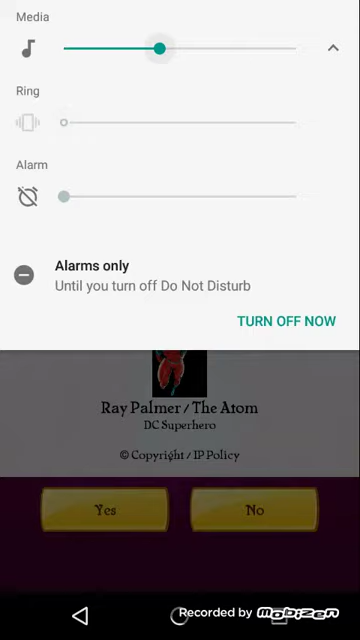 Media
Ring
Alarm
Alarms only
Until you turn off Do Not Disturb
TURN OFF NOW
Ray Palmer / The Atom
DC Superhero
© Copyright / IP Policy
Yes
No
Recorded by mobizen